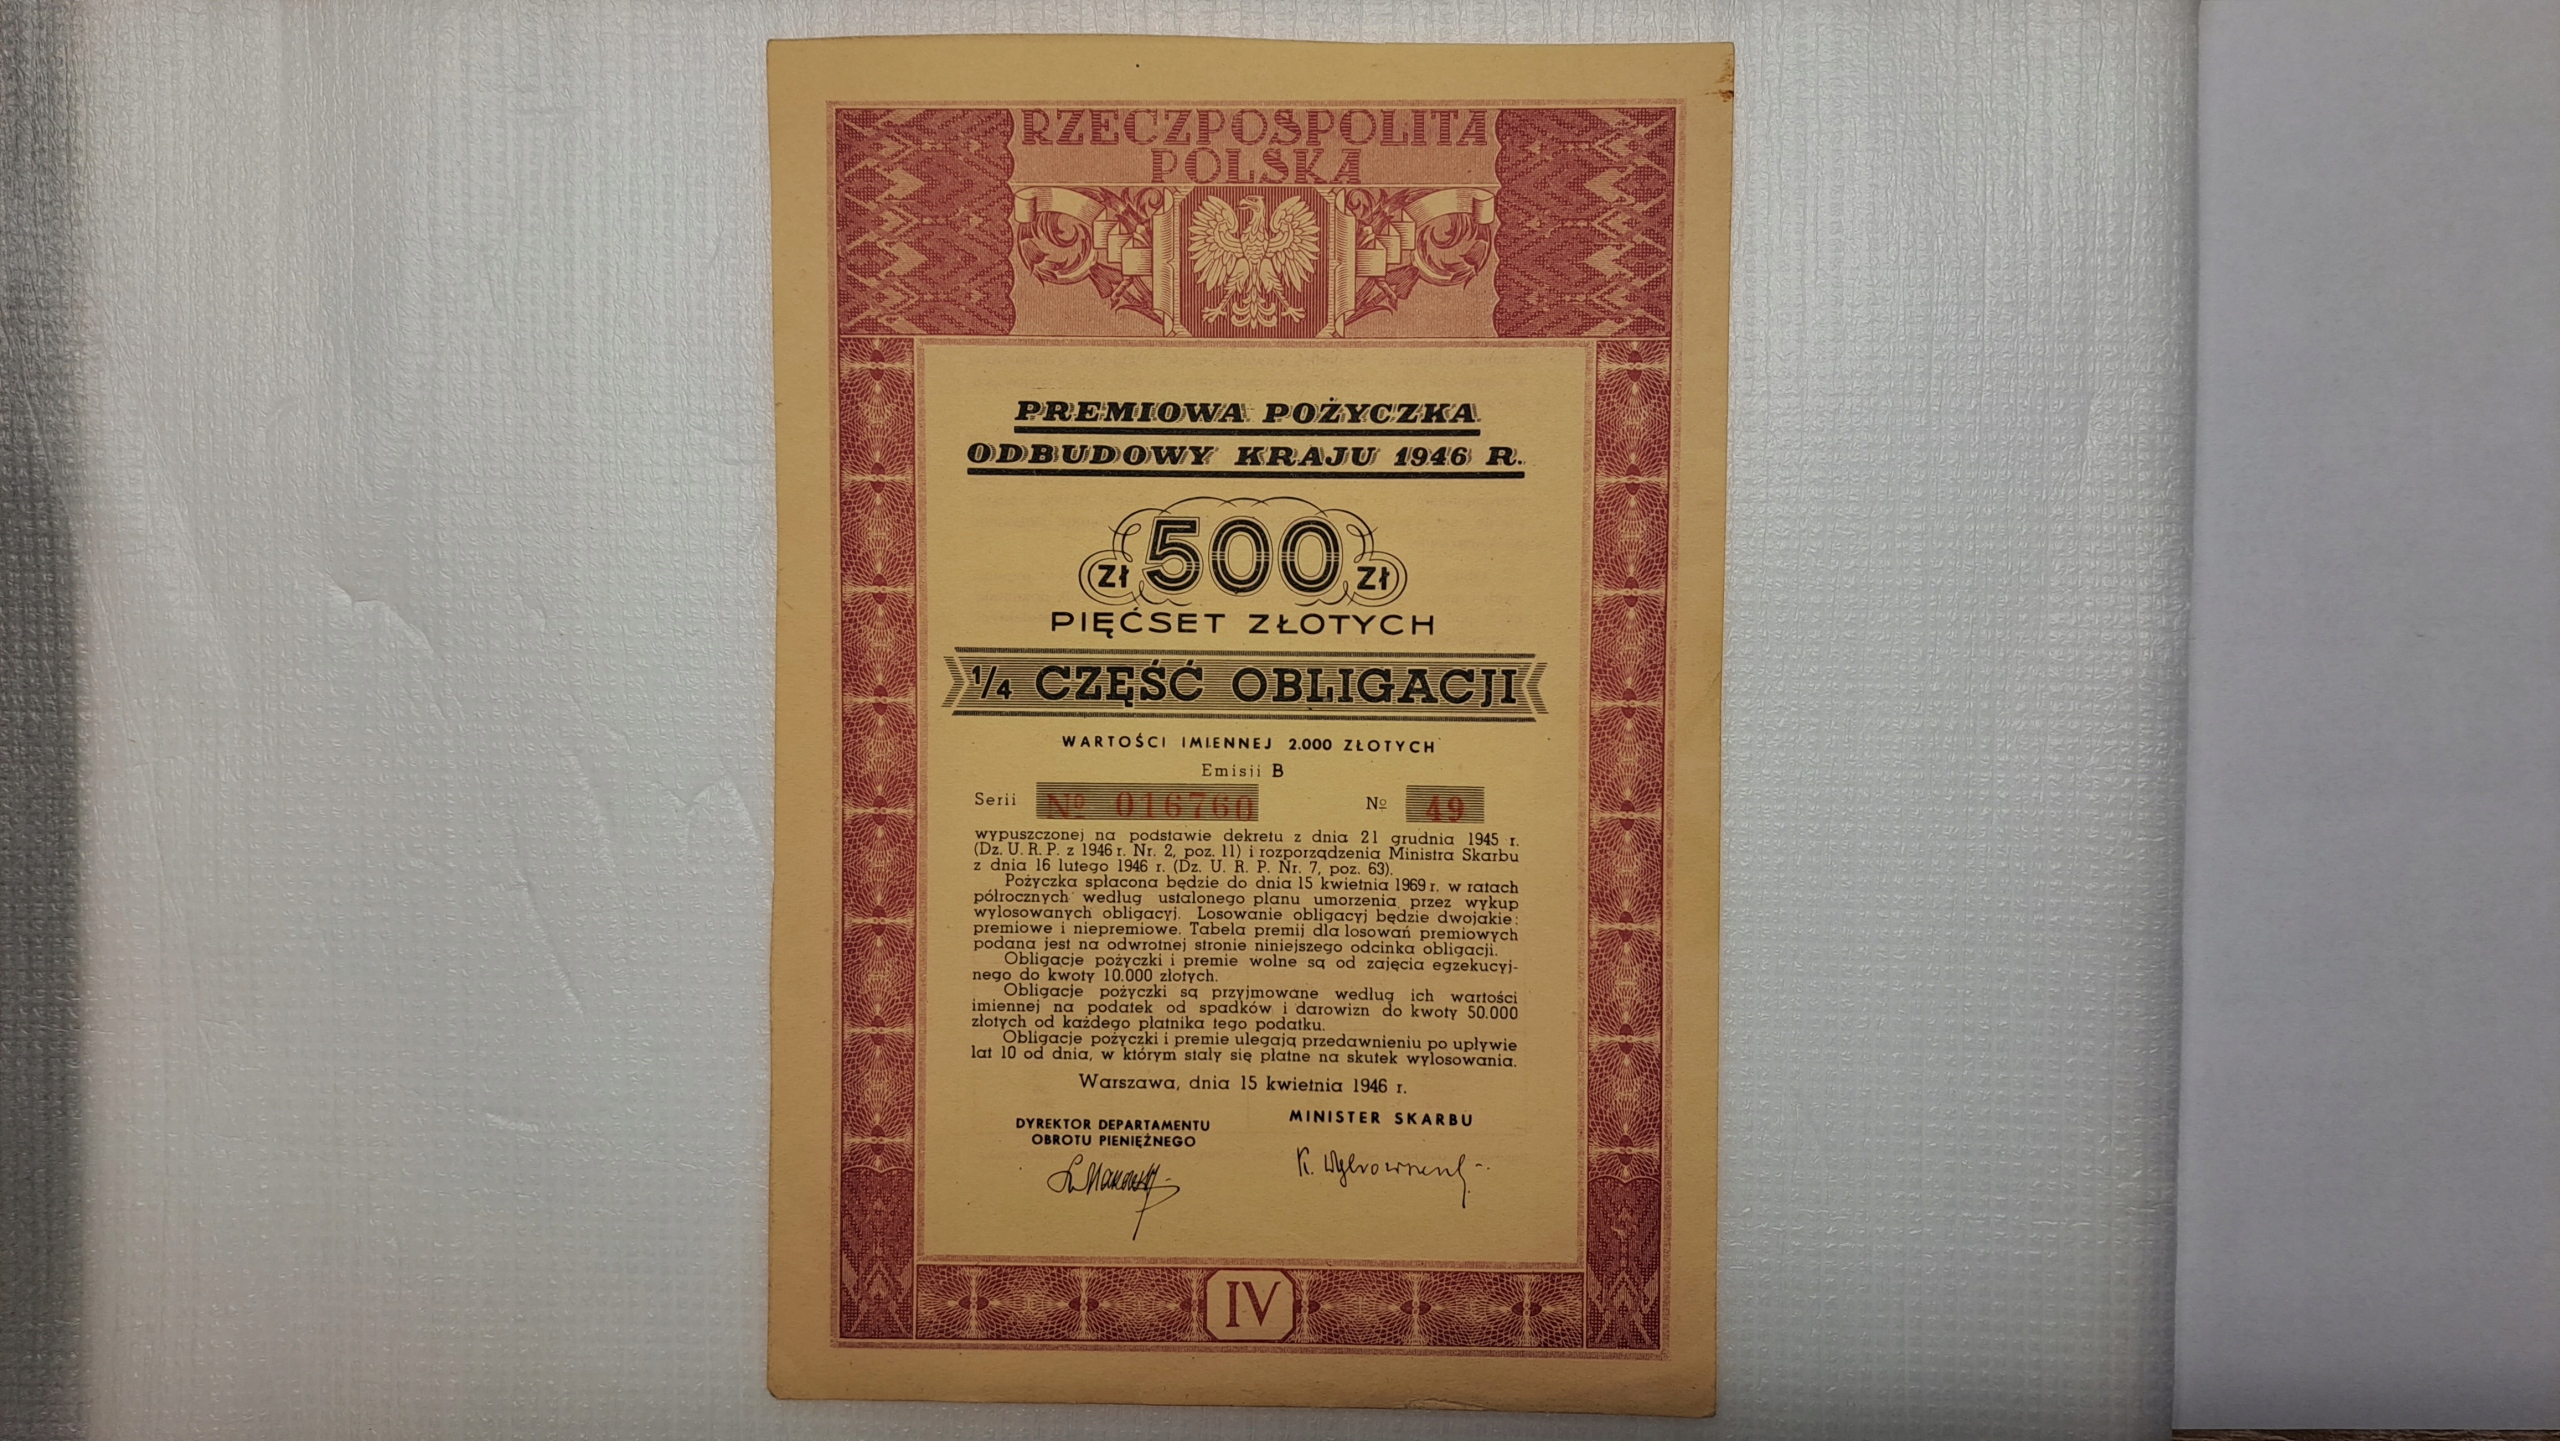 RZECZPOSPOLITA
POLSKA
PREMIOWA POŻYCZKA
ODBUDOWY KRAJU 1946 R.
zł 500 zł
PIĘĆSET ZŁOTYCH
1/4 CZĘŚĆ OBLIGACJI
WARTOŚCI IMIENNEJ 2.000 ZŁOTYCH
Emisji B
Serii № 016760 № 49
wypuszczonej na podstawie dekretu z dnia 21 grudnia 1945 r.
(Dz. U. R. P. z 1946 r. Nr. 2, poz. 11) i rozporządzenia Ministra Skarbu
z dnia 16 lutego 1946 r. (Dz. U. R. P. Nr. 7, poz. 63).
Pożyczka spłacona będzie do dnia 15 kwietnia 1969 r. w ratach
półrocznych według ustalonego planu umorzenia przez wykup
wylosowanych obligacyj. Losowanie obligacyj będzie dwojakie:
premiowe i niepremiowe. Tabela premij dla losowań premiowych
podana jest na odwrotnej stronie niniejszego odcinka obligacji.
Obligacje pożyczki i premie wolne są od zajęcia egzekucyj-
nego do kwoty 10.000 złotych.
Obligacje pożyczki są przyjmowane według ich wartości
imiennej na podatek od spadków i darowizn do kwoty 50.000
złotych od każdego płatnika tego podatku.
Obligacje pożyczki i premie ulegają przedawnieniu po upływie
lat 10 od dnia, w którym stały się płatne na skutek wylosowania.
Warszawa, dnia 15 kwietnia 1946 r.
DYREKTOR DEPARTAMENTU
OBROTU PIENIĘŻNEGO
MINISTER SKARBU
IV